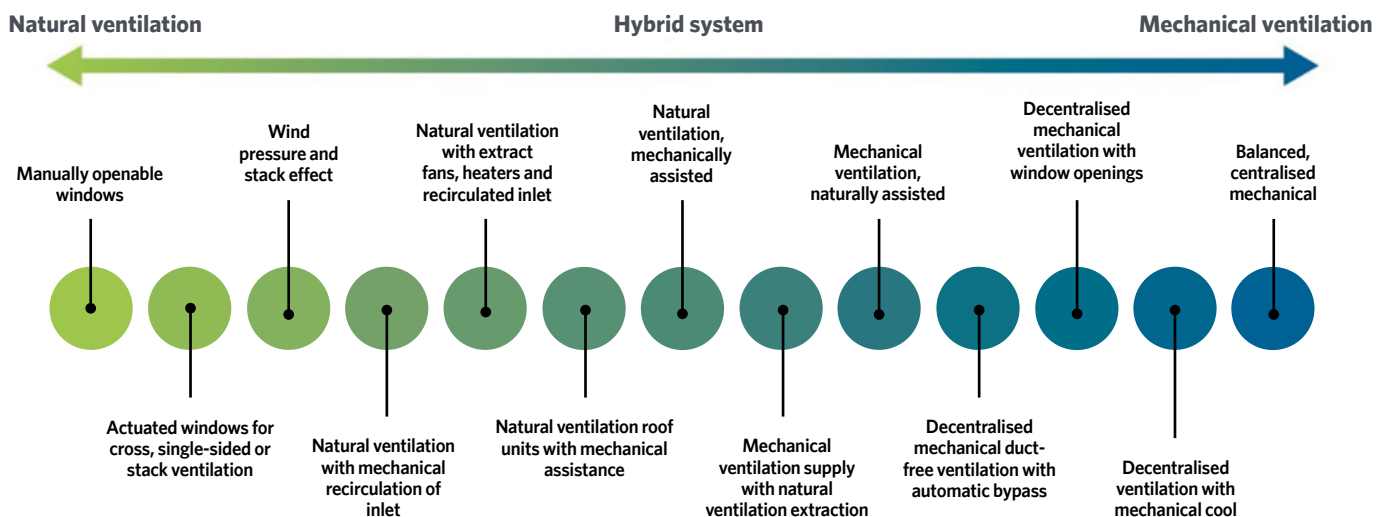 Natural ventilation
Hybrid system
Mechanical ventilation
Manually openable
windows
Wind
pressure and
stack effect
Natural ventilation
with extract
fans, heaters and
recirculated inlet
Natural
ventilation,
mechanically
assisted
Mechanical
ventilation,
naturally assisted
Decentralised
mechanical
ventilation with
window openings
Balanced,
centralised
mechanical
Actuated windows for
cross, single-sided or
stack ventilation
Natural ventilation
with mechanical
recirculation of
inlet
Natural ventilation roof
units with mechanical
assistance
Mechanical
ventilation supply
with natural
ventilation extraction
Decentralised
mechanical duct-
free ventilation with
automatic bypass
Decentralised
ventilation with
mechanical cool